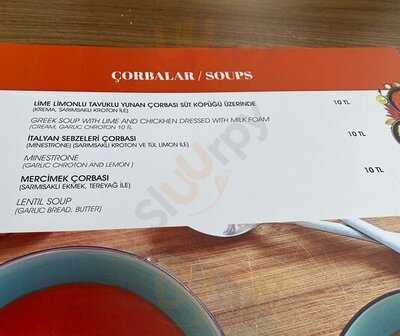 ÇORBALAR / SOUPS
LİME LİMONLU TAVUKLU YUNAN ÇORBASI SÜT KÖPÜĞÜ ÜZERİNDE 10 TL
(KREMA, SARIMSAKLI KROTON İLE)
GREEK SOUP WITH LIME AND CHICKHEN DRESSED WITH MILK FOAM
(CREAM, GARLIC CHROTON 10 TL
İTALYAN SEBZELERİ ÇORBASI 10 TL
(MINESTRONE) (SARIMSAKLI KROTON VE TÜL LİMON İLE)
MINESTRONE
(GARLIC CHROTON AND LEMON )
MERCİMEK ÇORBASI 10 TL
(SARIMSAKLI EKMEK, TEREYAĞ İLE)
LENTIL SOUP
(GARLIC BREAD, BUTTER)
sluurpy